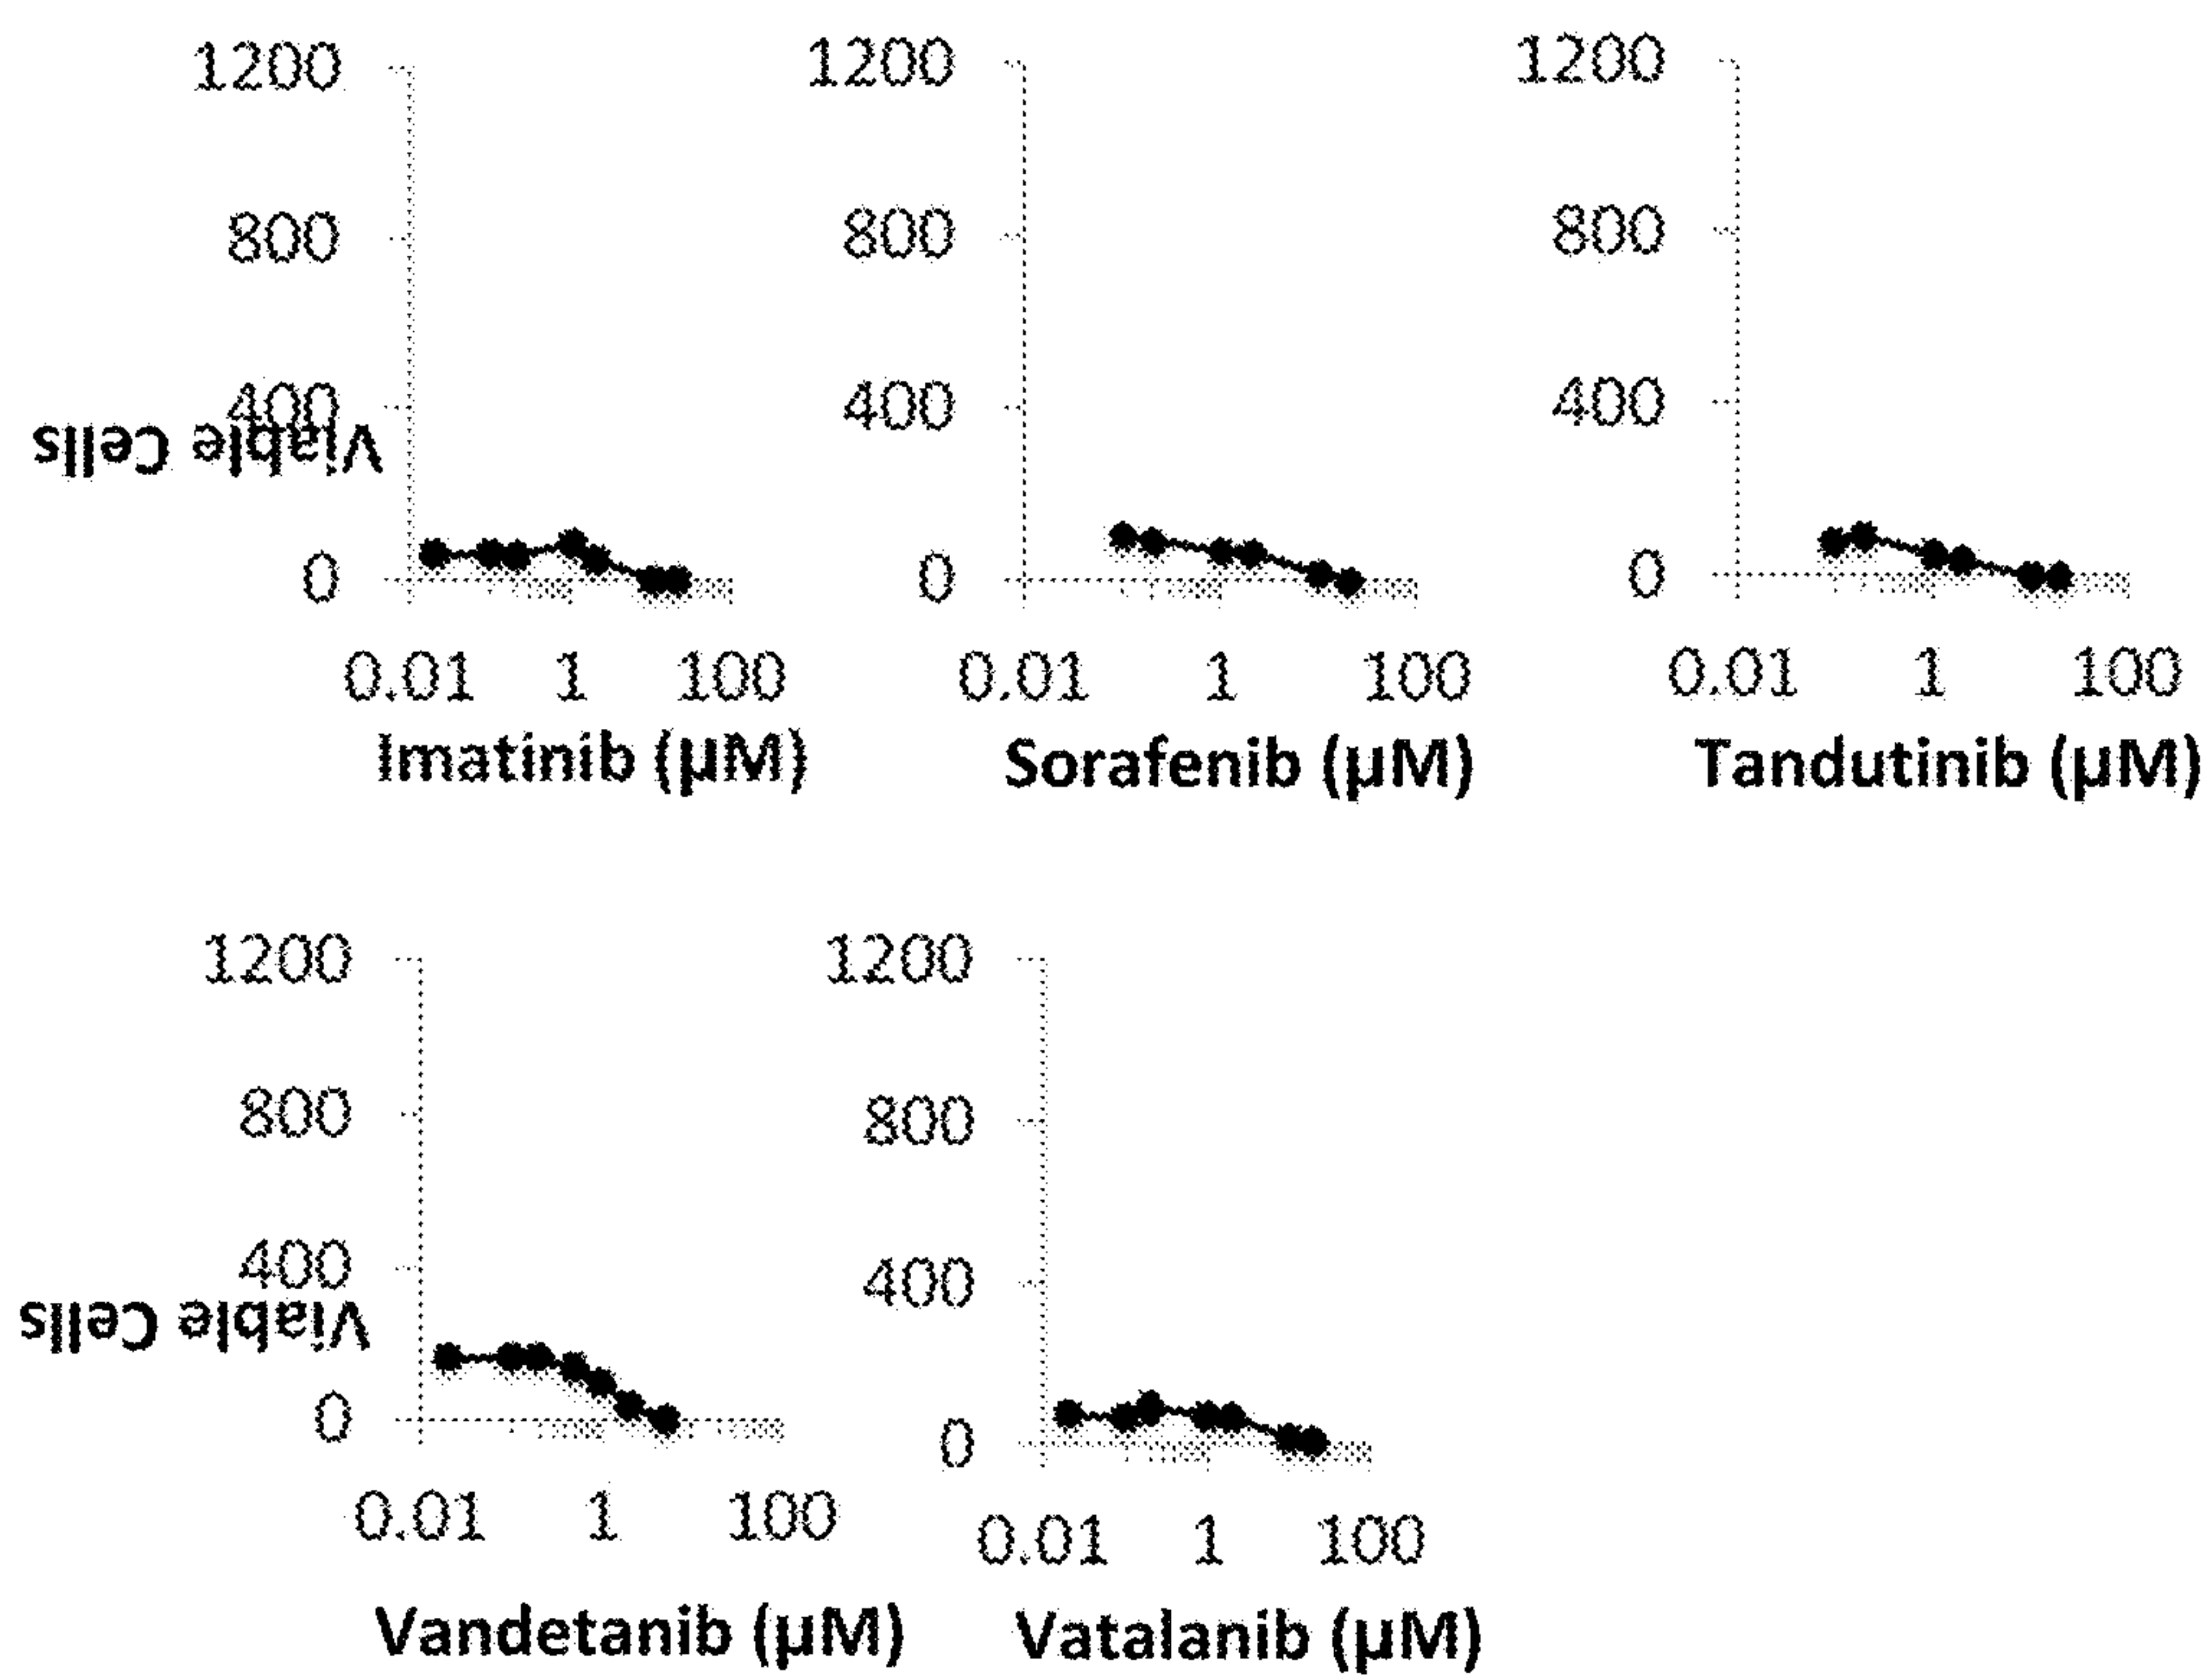 1200 1200 1200
800 800 800
400 400 400
Viable Cells
0 0 0
0.01 1 100 0.01 1 100 0.01 1 100
Imatinib (µM) Sorafenib (µM) Tandutinib (µM)
1200 1200
800 800
400 400
Viable Cells
0 0
0.01 1 100 0.01 1 100
Vandetanib (µM) Vatalanib (µM)